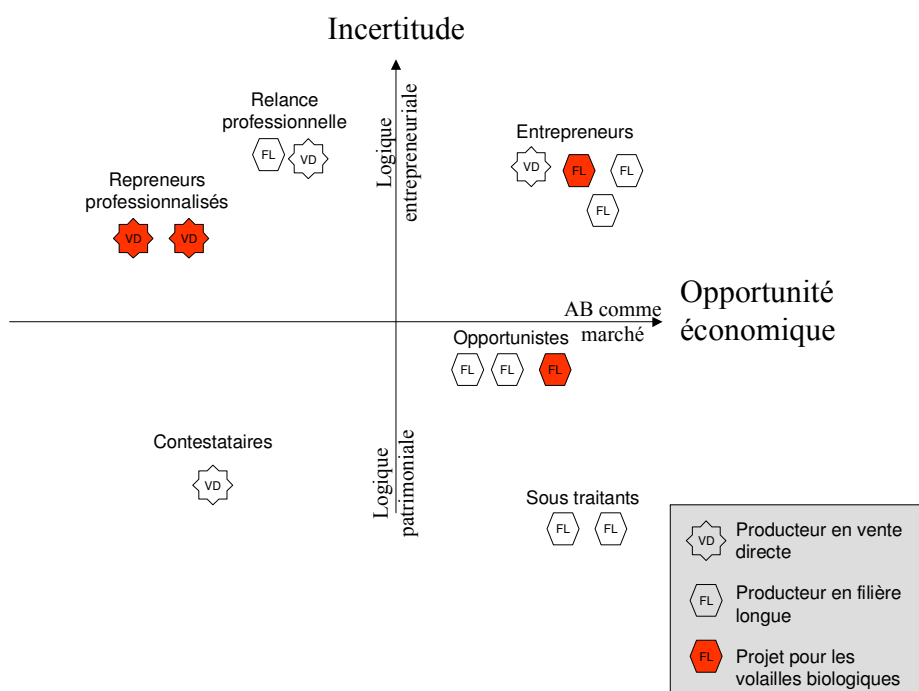 Incertitude
Relance
professionnelle
FL
VD
Logique
entrepreneuriale
Entrepreneurs
VD
FL
FL
FL
Repreneurs
professionnalisés
VD
VD
AB comme
marché
Opportunité
économique
Opportunistes
FL
FL
FL
Contestataires
VD
Logique
patrimoniale
Sous traitants
FL
FL
VD
Producteur en vente
directe
FL
Producteur en filière
longue
FL
Projet pour les
volailles biologiques